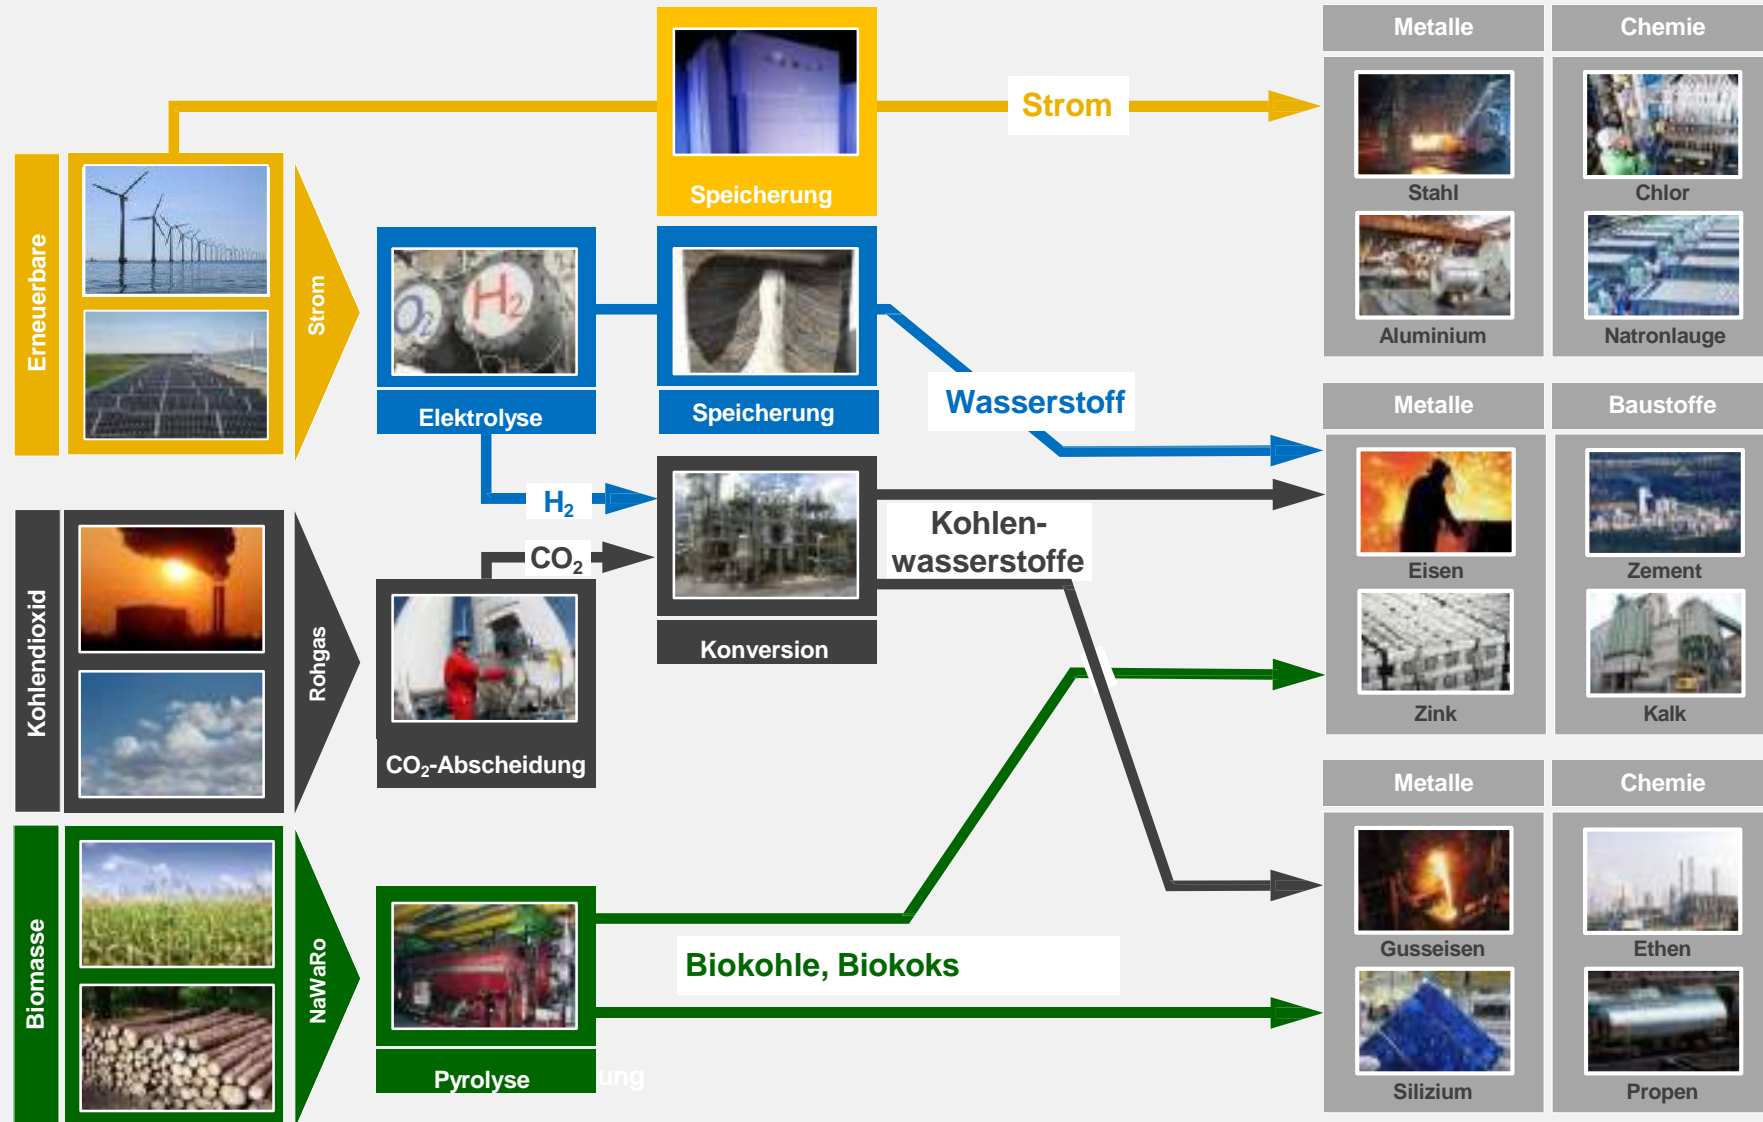 Erneuerbare
Strom
Speicherung
Strom
O2
H2
Elektrolyse
Speicherung
Wasserstoff
H2
Kohlendioxid
Rohgas
CO2
CO2-Abscheidung
Konversion
Kohlen-
wasserstoffe
Biomasse
NaWaRo
Pyrolyse
ung
Biokohle, Biokoks
Metalle
Chemie
Stahl
Chlor
Aluminium
Natronlauge
Metalle
Baustoffe
Eisen
Zement
Zink
Kalk
Metalle
Chemie
Gusseisen
Ethen
Silizium
Propen